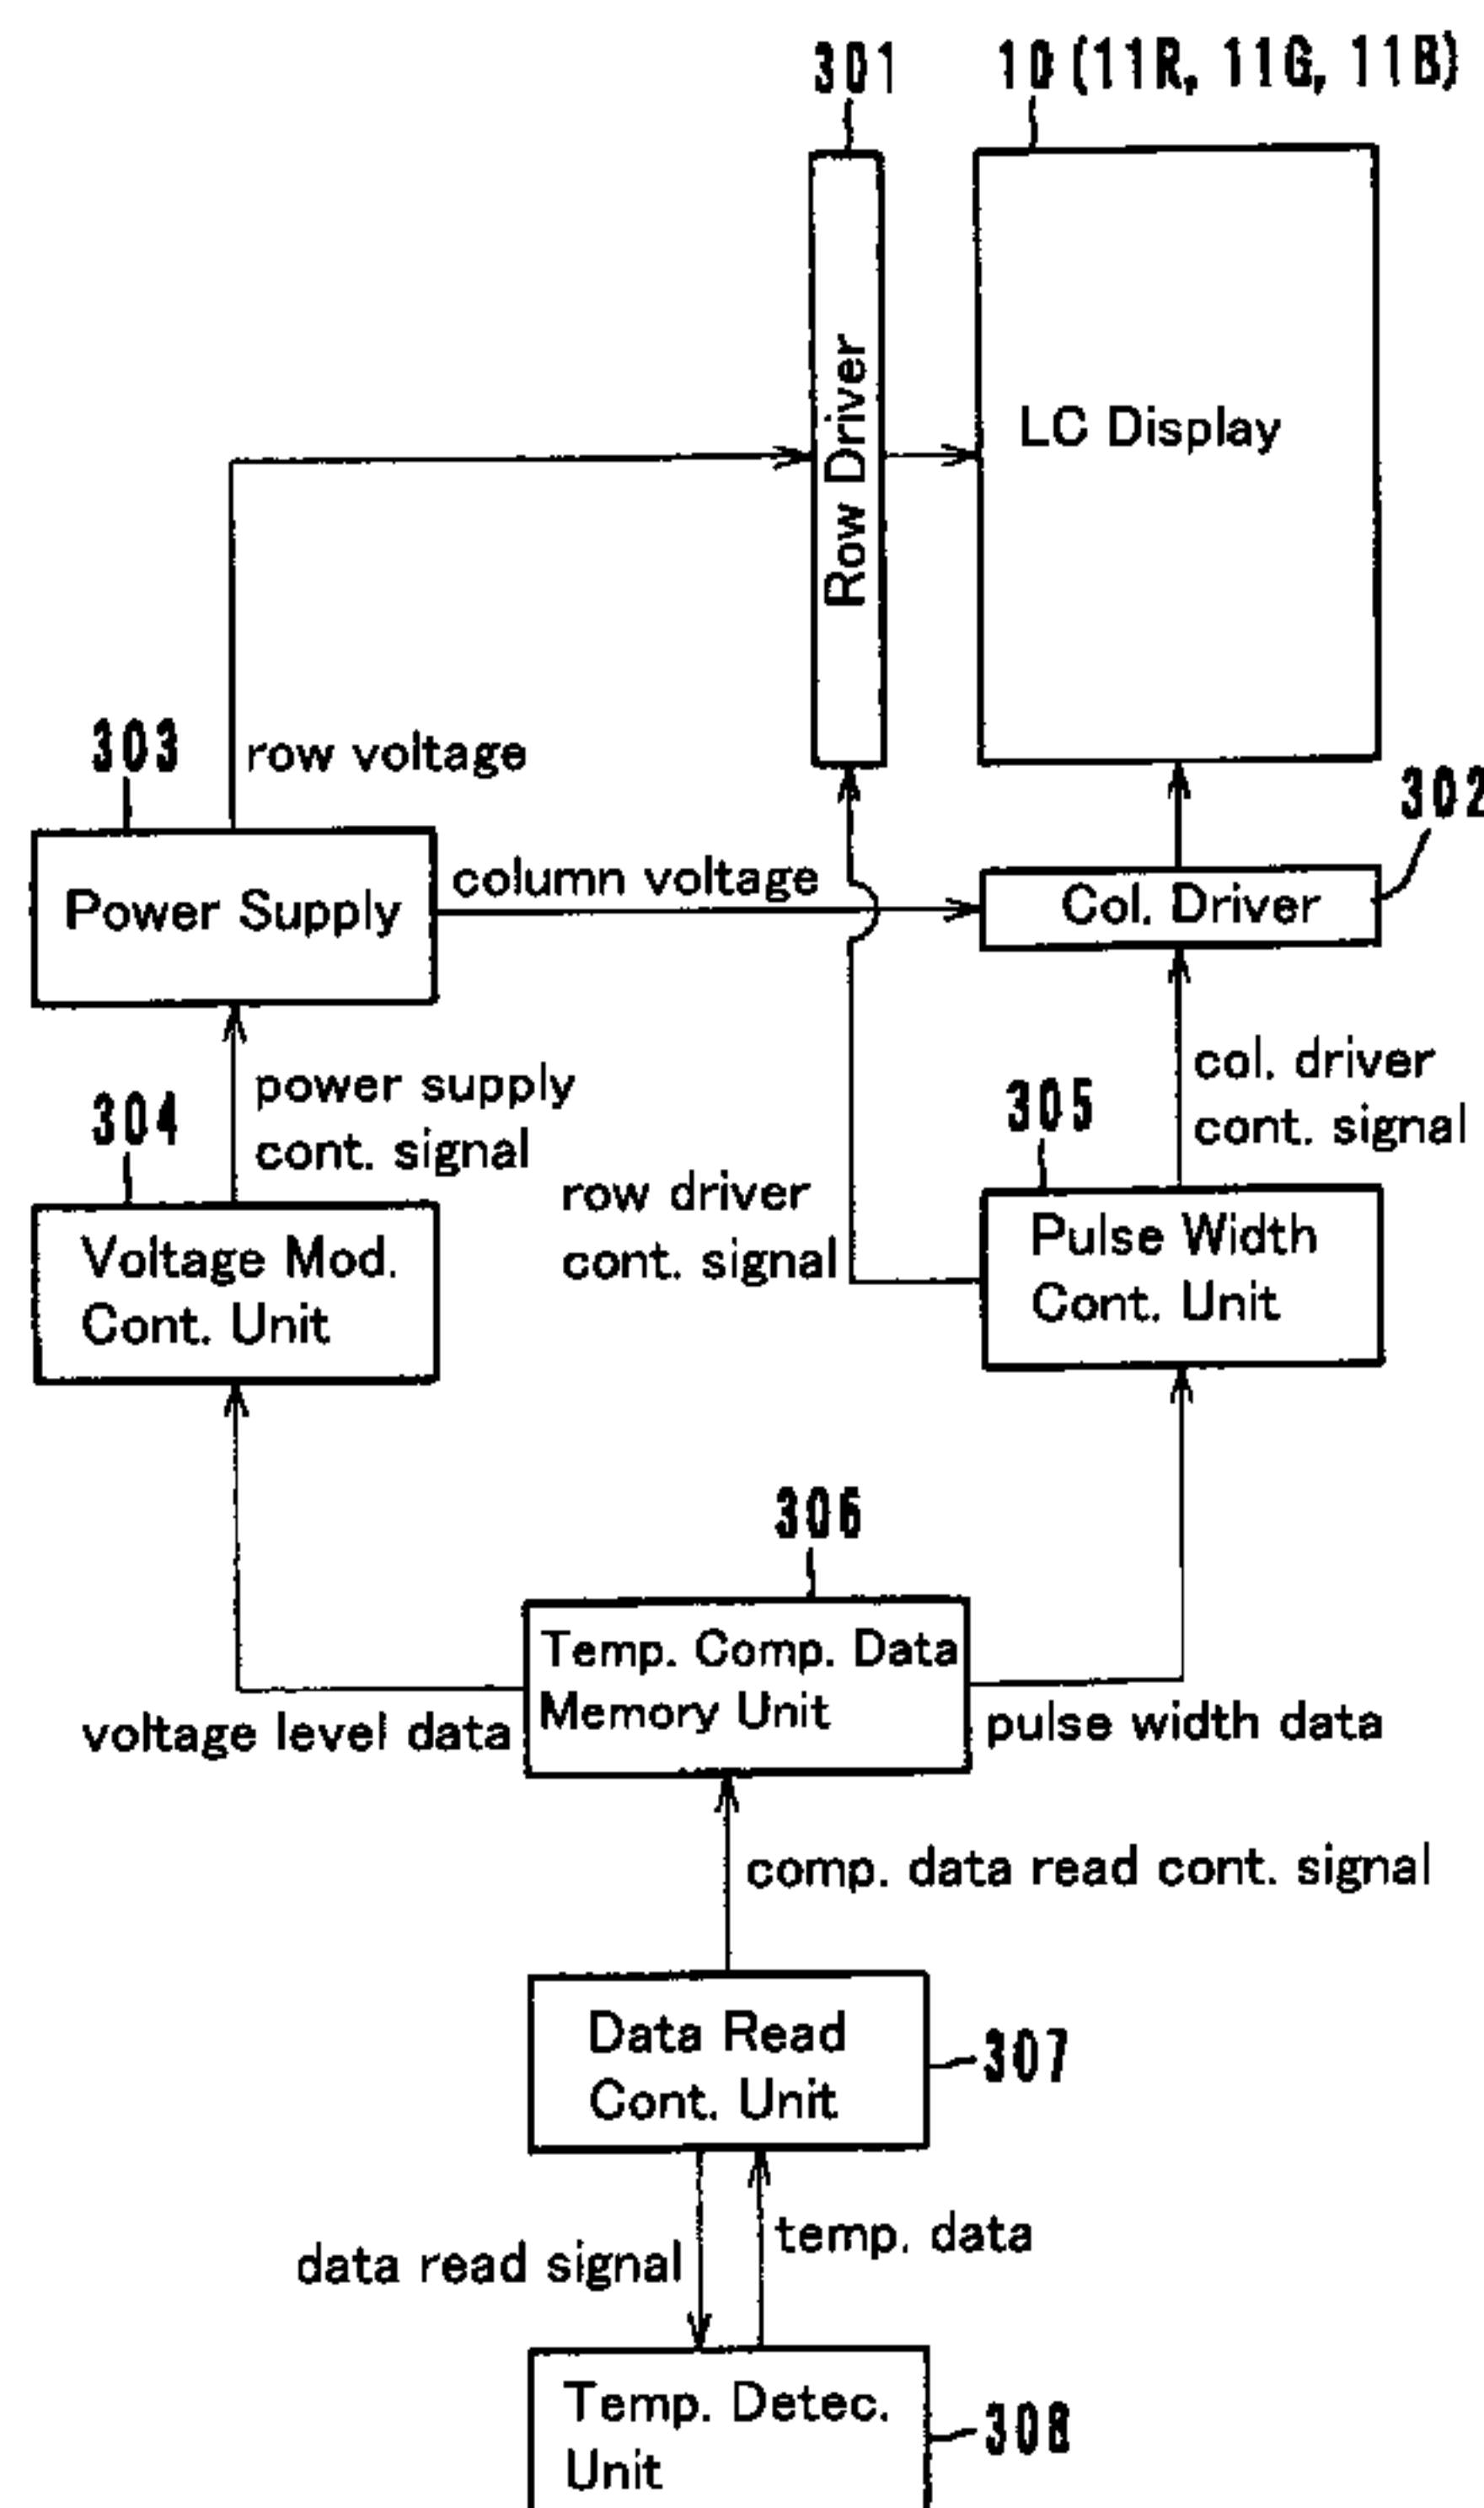 301
10 (11R, 11G, 11B)
Row Driver
LC Display
303
row voltage
302
Power Supply
column voltage
Col. Driver
304
power supply
cont. signal
305
col. driver
cont. signal
row driver
cont. signal
Voltage Mod.
Cont. Unit
Pulse Width
Cont. Unit
306
Temp. Comp. Data
Memory Unit
voltage level data
pulse width data
comp. data read cont. signal
Data Read
Cont. Unit
307
data read signal
temp. data
Temp. Detec.
Unit
308